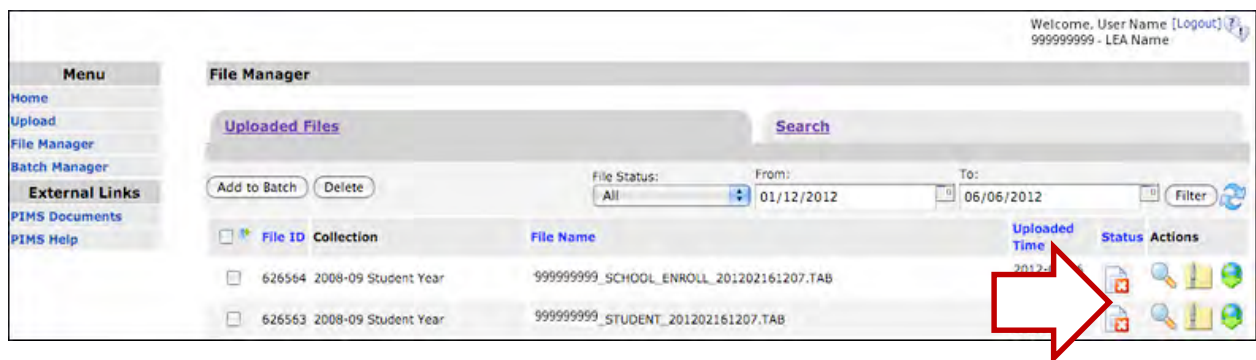 Welcome, User Name [Logout]
999999999 - LEA Name
Menu
Home
Upload
File Manager
Batch Manager
External Links
PIMS Documents
PIMS Help
File Manager
Uploaded Files
Search
Add to Batch
Delete
File Status:
All
From:
01/12/2012
To:
06/06/2012
Filter
File ID Collection File Name Uploaded Time Status Actions
626564 2008-09 Student Year 999999999_SCHOOL_ENROLL_201202161207.TAB
626563 2008-09 Student Year 999999999_STUDENT_201202161207.TAB